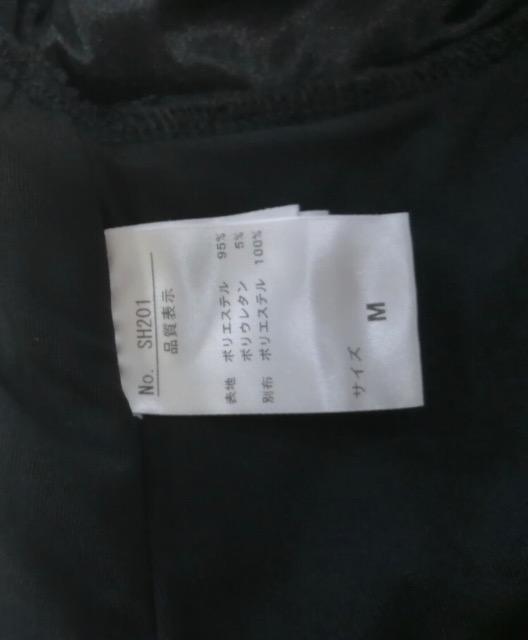 No. SH201
品質表示
表地 ポリエステル 95%
ポリウレタン 5%
別布 ポリエステル 100%
サイズ M